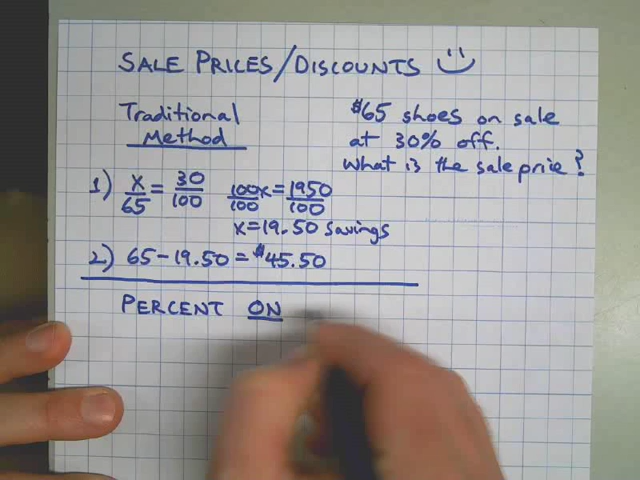 SALE PRICES/DISCOUNTS
Traditional
Method
$65 shoes on sale
at 30% off.
What is the sale price?
1) x/65 = 30/100 100x/100 = 1950/100
x=19.50 savings
2) 65-19.50 = $45.50
PERCENT ON